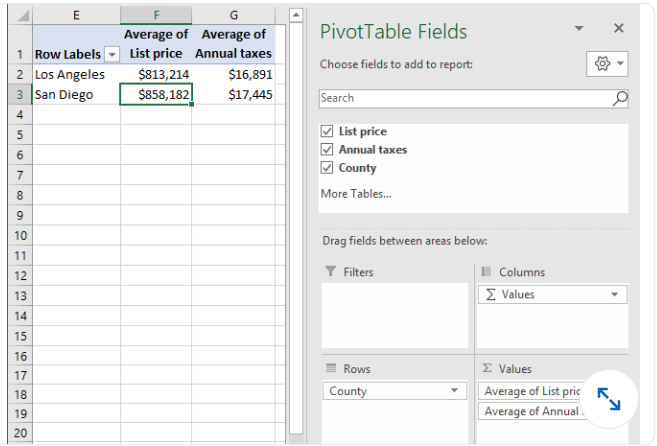 E F G
Average of Average of
1 Row Labels List price Annual taxes
2 Los Angeles $813,214 $16,891
3 San Diego $858,182 $17,445
4
5
6
7
8
9
10
11
12
13
14
15
16
17
18
19
20
PivotTable Fields
Choose fields to add to report:
Search
List price
Annual taxes
County
More Tables...
Drag fields between areas below:
Filters
Columns
Σ Values
Rows
County
Σ Values
Average of List pric
Average of Annual